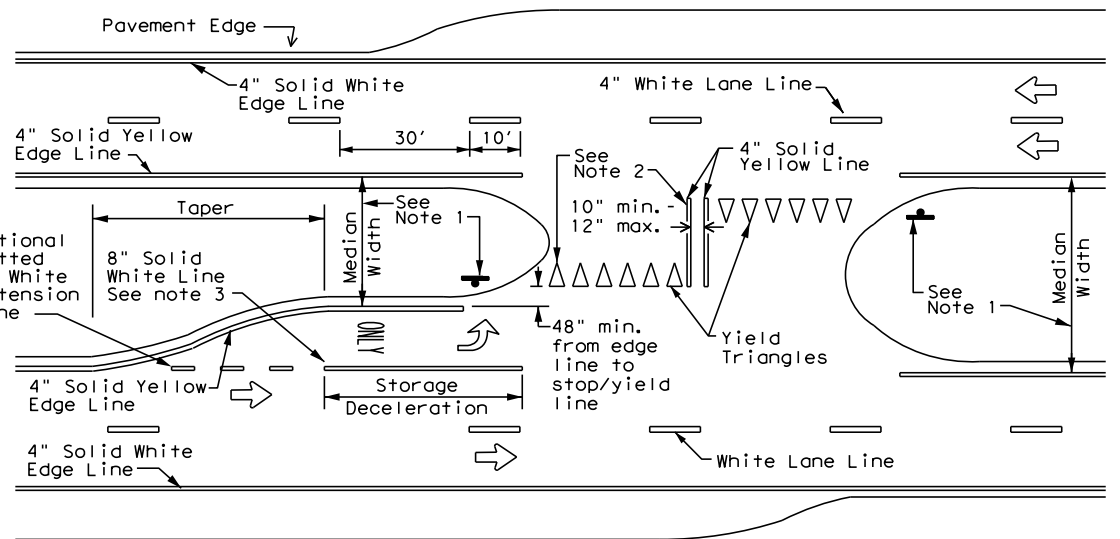 Pavement Edge
4" Solid White
Edge Line
4" White Lane Line
4" Solid Yellow
Edge Line
30'
10'
See
Note 2
4" Solid
Yellow Line
Taper
See
Note 1
10" min.
12" max.
Median
Width
8" Solid
White Line
See note 3
White
ONLY
48" min.
from edge
line to
stop/yield
line
Yield
Triangles
See
Note 1
Median
Width
4" Solid Yellow
Edge Line
Storage
Deceleration
4" Solid White
Edge Line
White Lane Line